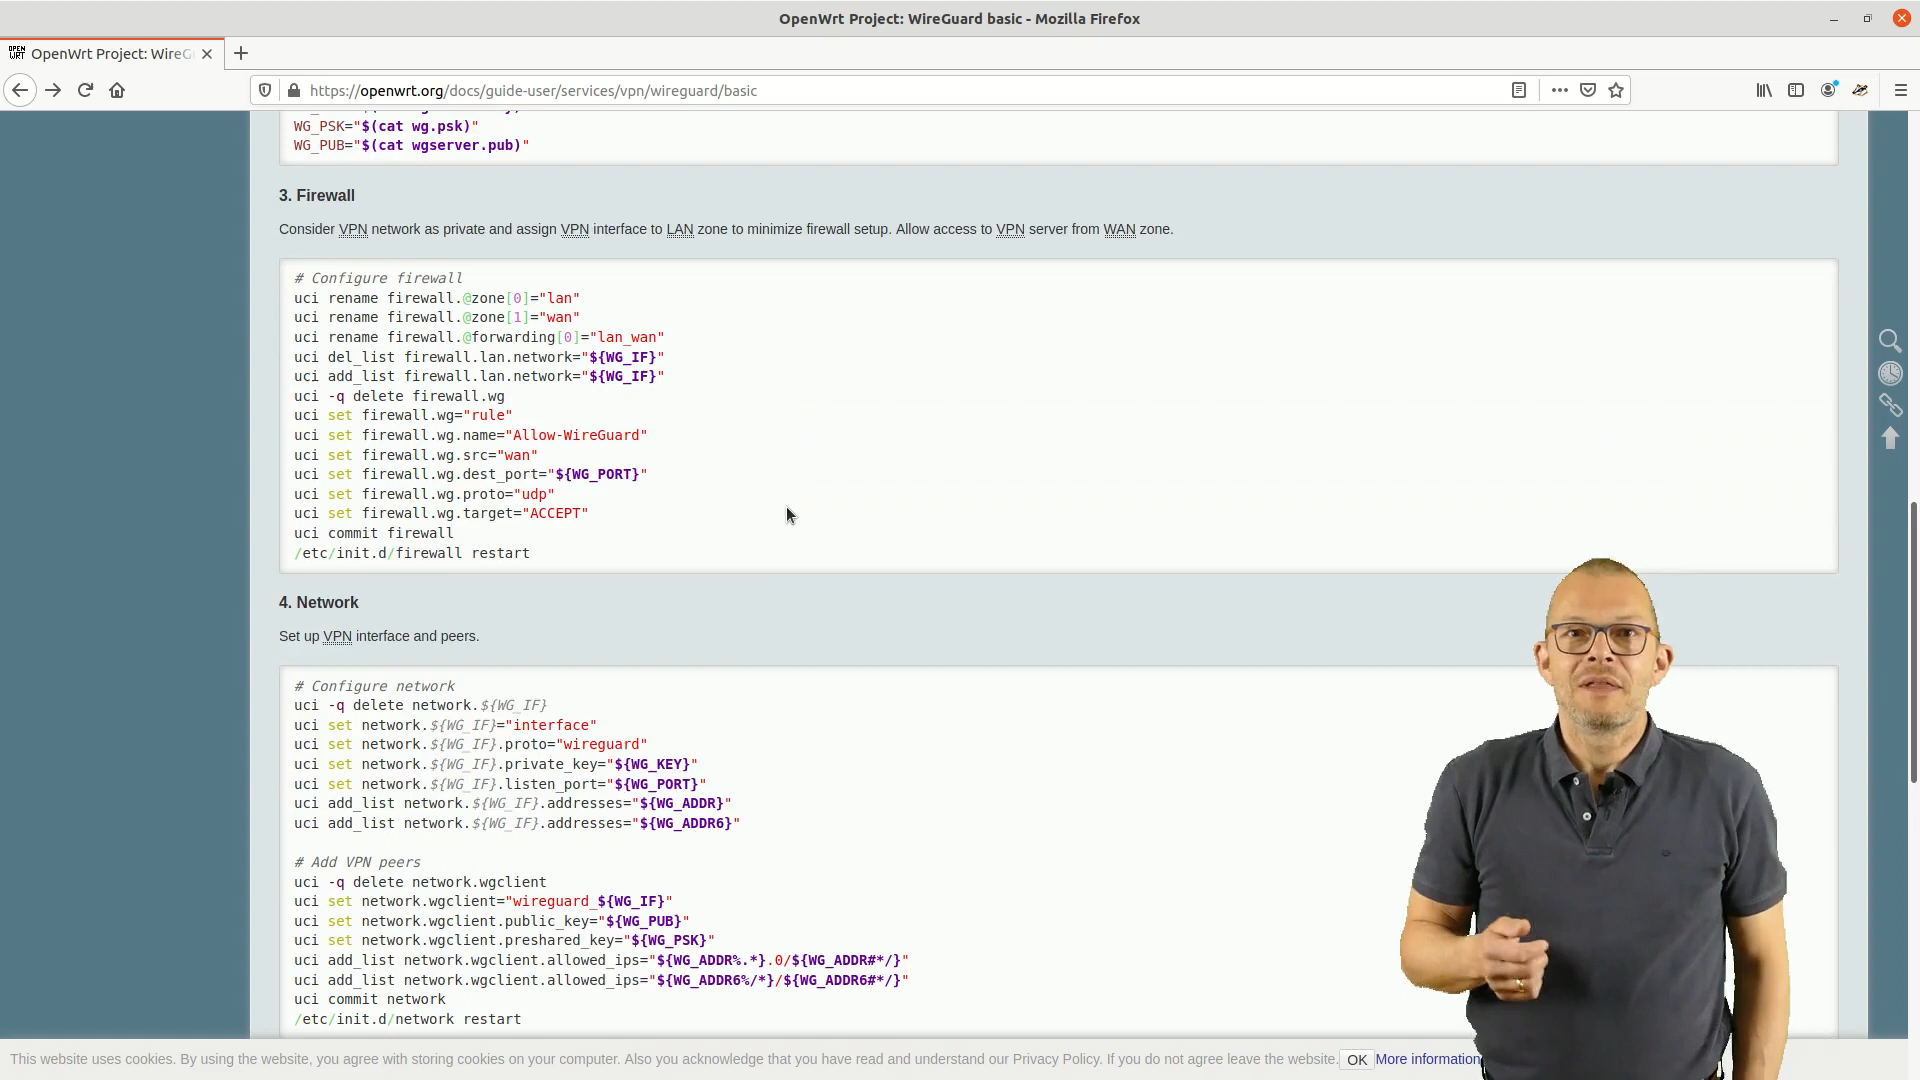 OpenWrt Project: WireGuard basic - Mozilla Firefox
OPEN WRT OpenWrt Project: WireG
https://openwrt.org/docs/guide-user/services/vpn/wireguard/basic
WG_PSK="$(cat wg.psk)"
WG_PUB="$(cat wgserver.pub)"
3. Firewall
Consider VPN network as private and assign VPN interface to LAN zone to minimize firewall setup. Allow access to VPN server from WAN zone.
# Configure firewall
uci rename firewall.@zone[0]="lan"
uci rename firewall.@zone[1]="wan"
uci rename firewall.@forwarding[0]="lan_wan"
uci del_list firewall.lan.network="${WG_IF}"
uci add_list firewall.lan.network="${WG_IF}"
uci -q delete firewall.wg
uci set firewall.wg="rule"
uci set firewall.wg.name="Allow-WireGuard"
uci set firewall.wg.src="wan"
uci set firewall.wg.dest_port="${WG_PORT}"
uci set firewall.wg.proto="udp"
uci set firewall.wg.target="ACCEPT"
uci commit firewall
/etc/init.d/firewall restart
4. Network
Set up VPN interface and peers.
# Configure network
uci -q delete network.${WG_IF}
uci set network.${WG_IF}="interface"
uci set network.${WG_IF}.proto="wireguard"
uci set network.${WG_IF}.private_key="${WG_KEY}"
uci set network.${WG_IF}.listen_port="${WG_PORT}"
uci add_list network.${WG_IF}.addresses="${WG_ADDR}"
uci add_list network.${WG_IF}.addresses="${WG_ADDR6}"
# Add VPN peers
uci -q delete network.wgclient
uci set network.wgclient="wireguard_${WG_IF}"
uci set network.wgclient.public_key="${WG_PUB}"
uci set network.wgclient.preshared_key="${WG_PSK}"
uci add_list network.wgclient.allowed_ips="${WG_ADDR%.*}.0/${WG_ADDR#*/}"
uci add_list network.wgclient.allowed_ips="${WG_ADDR6%/*}/${WG_ADDR6#*/}"
uci commit network
/etc/init.d/network restart
This website uses cookies. By using the website, you agree with storing cookies on your computer. Also you acknowledge that you have read and understand our Privacy Policy. If you do not agree leave the website. OK More information